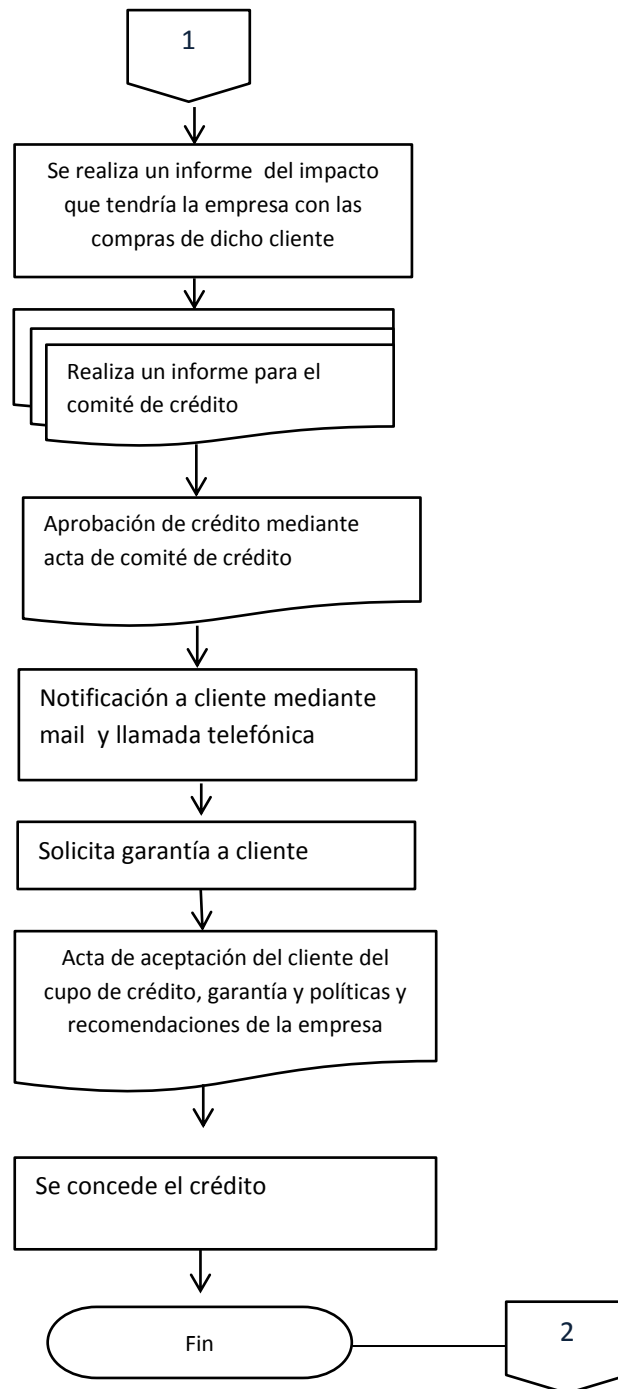 1
Se realiza un informe del impacto
que tendría la empresa con las
compras de dicho cliente
Realiza un informe para el
comité de crédito
Aprobación de crédito mediante
acta de comité de crédito
Notificación a cliente mediante
mail y llamada telefónica
Solicita garantía a cliente
Acta de aceptación del cliente del
cupo de crédito, garantía y políticas y
recomendaciones de la empresa
Se concede el crédito
Fin
2